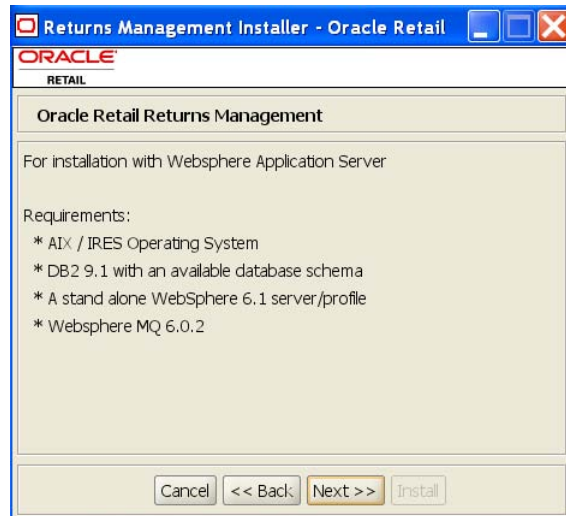 Returns Management Installer - Oracle Retail
ORACLE
RETAIL
Oracle Retail Returns Management
For installation with Websphere Application Server
Requirements:
* AIX / IRES Operating System
* DB2 9.1 with an available database schema
* A stand alone WebSphere 6.1 server/profile
* Websphere MQ 6.0.2
Cancel << Back Next >> Install